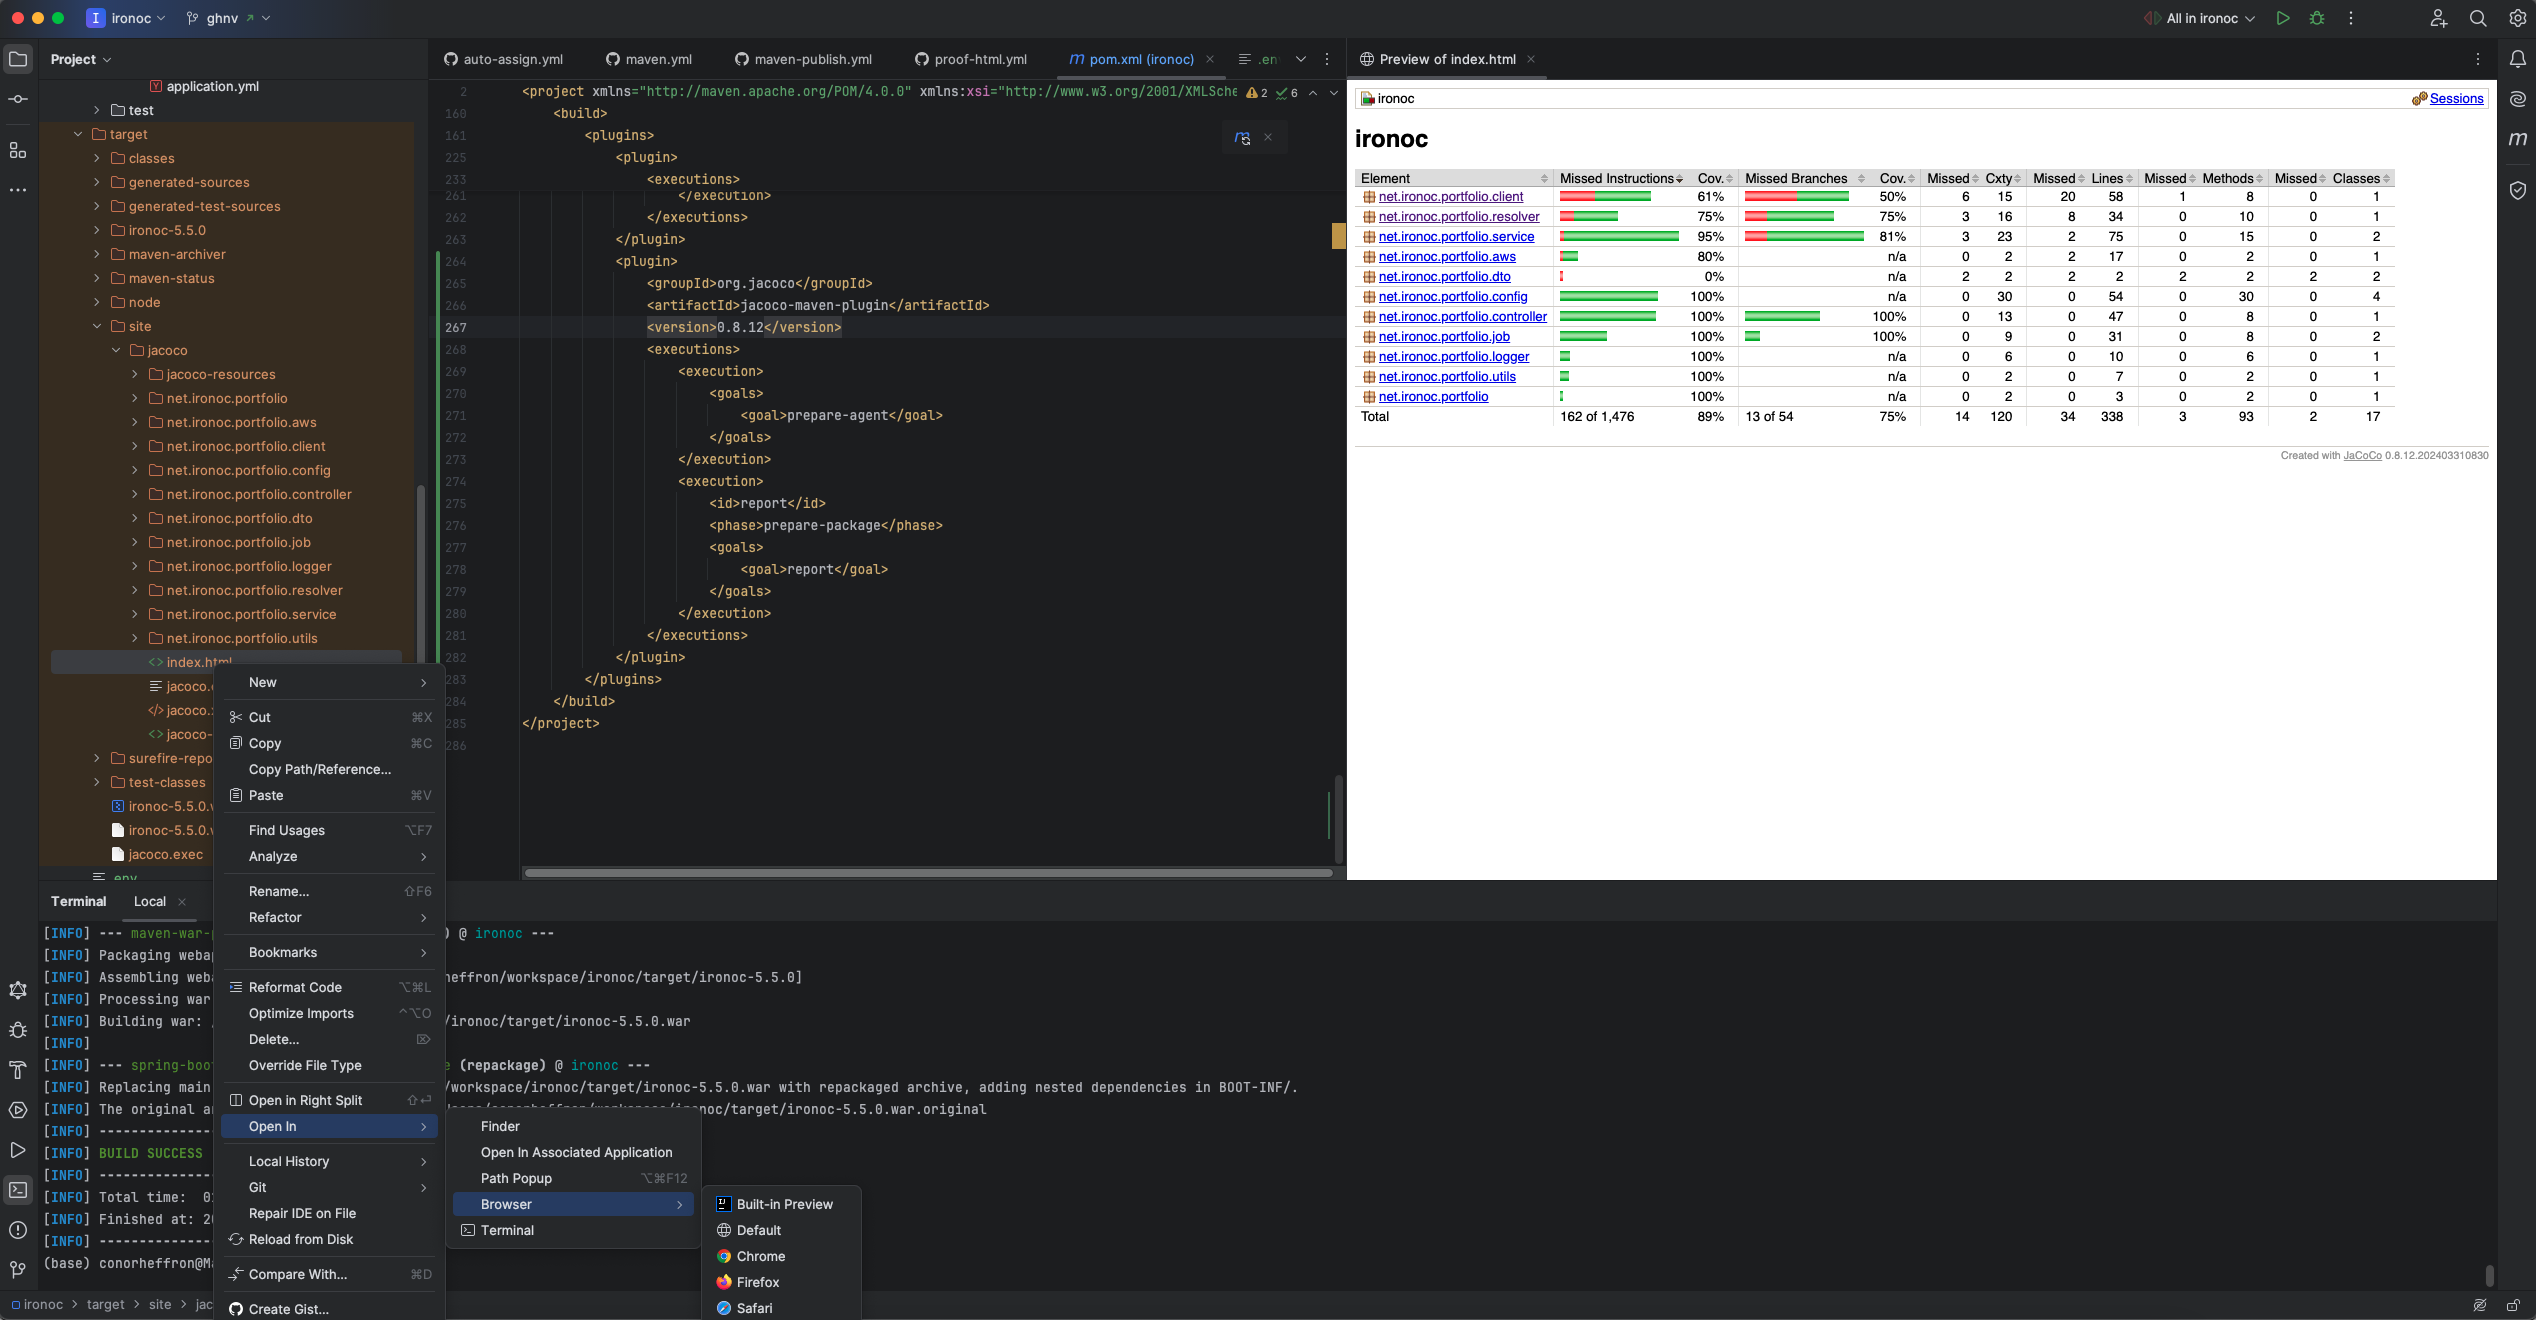 ironoc
ghnv
All in ironoc
Project
auto-assign.yml
maven.yml
maven-publish.yml
proof-html.yml
pom.xml (ironoc)
.en
Preview of index.html
application.yml
test
target
classes
generated-sources
generated-test-sources
ironoc-5.5.0
maven-archiver
maven-status
node
site
jacoco
jacoco-resources
net.ironoc.portfolio
net.ironoc.portfolio.aws
net.ironoc.portfolio.client
net.ironoc.portfolio.config
net.ironoc.portfolio.controller
net.ironoc.portfolio.dto
net.ironoc.portfolio.job
net.ironoc.portfolio.logger
net.ironoc.portfolio.resolver
net.ironoc.portfolio.service
net.ironoc.portfolio.utils
index.html
jacoco.
jacoco.
jacoco-
surefire-repo
test-classes
ironoc-5.5.0.
ironoc-5.5.0.
jacoco.exec
.env
2 <project xmlns="http://maven.apache.org/POM/4.0.0" xmlns:xsi="http://www.w3.org/2001/XMLSche 2 6
160 <build>
161 <plugins>
225 <plugin>
233 <executions>
261 </execution>
262 </executions>
263 </plugin>
264 <plugin>
265 <groupId>org.jacoco</groupId>
266 <artifactId>jacoco-maven-plugin</artifactId>
267 <version>0.8.12</version>
268 <executions>
269 <execution>
270 <goals>
271 <goal>prepare-agent</goal>
272 </goals>
273 </execution>
274 <execution>
275 <id>report</id>
276 <phase>prepare-package</phase>
277 <goals>
278 <goal>report</goal>
279 </goals>
280 </execution>
281 </executions>
282 </plugin>
283 </plugins>
284 </build>
285 </project>
286
ironoc Sessions
ironoc
Element Missed Instructions Cov. Missed Branches Cov. Missed Cxty Missed Lines Missed Methods Missed Classes
net.ironoc.portfolio.client 61% 50% 6 15 20 58 1 8 0 1
net.ironoc.portfolio.resolver 75% 75% 3 16 8 34 0 10 0 1
net.ironoc.portfolio.service 95% 81% 3 23 2 75 0 15 0 2
net.ironoc.portfolio.aws 80% n/a 0 2 2 17 0 2 0 1
net.ironoc.portfolio.dto 0% n/a 2 2 2 2 2 2 2 2
net.ironoc.portfolio.config 100% n/a 0 30 0 54 0 30 0 4
net.ironoc.portfolio.controller 100% 100% 0 13 0 47 0 8 0 1
net.ironoc.portfolio.job 100% 100% 0 9 0 31 0 8 0 2
net.ironoc.portfolio.logger 100% n/a 0 6 0 10 0 6 0 1
net.ironoc.portfolio.utils 100% n/a 0 2 0 7 0 2 0 1
net.ironoc.portfolio 100% n/a 0 2 0 3 0 2 0 1
Total 162 of 1,476 89% 13 of 54 75% 14 120 34 338 3 93 2 17
Created with JaCoCo 0.8.12.202403310830
New
Cut ⌘X
Copy ⌘C
Copy Path/Reference...
Paste ⌘V
Find Usages ⌥F7
Analyze
Rename... ⇧F6
Refactor
Bookmarks
Reformat Code ⌥⌘L
Optimize Imports ⌃⌥O
Delete... ⌦
Override File Type
Open in Right Split ⇧⏎
Open In
Local History
Git
Repair IDE on File
Reload from Disk
Compare With... ⌘D
Create Gist...
Finder
Open In Associated Application
Path Popup ⌥⌘F12
Browser
Terminal
Built-in Preview
Default
Chrome
Firefox
Safari
Terminal Local
[INFO] --- maven-war- ) @ ironoc ---
[INFO] Packaging weba
[INFO] Assembling web heffron/workspace/ironoc/target/ironoc-5.5.0]
[INFO] Processing war
[INFO] Building war: /ironoc/target/ironoc-5.5.0.war
[INFO]
[INFO] --- spring-boo e (repackage) @ ironoc ---
[INFO] Replacing main /workspace/ironoc/target/ironoc-5.5.0.war with repackaged archive, adding nested dependencies in BOOT-INF/.
[INFO] The original a /ironoc/target/ironoc-5.5.0.war.original
[INFO] --------------
[INFO] BUILD SUCCESS
[INFO] --------------
[INFO] Total time:
[INFO] Finished at:
[INFO] --------------
(base) conorheffron@M
ironoc > target > site > jac